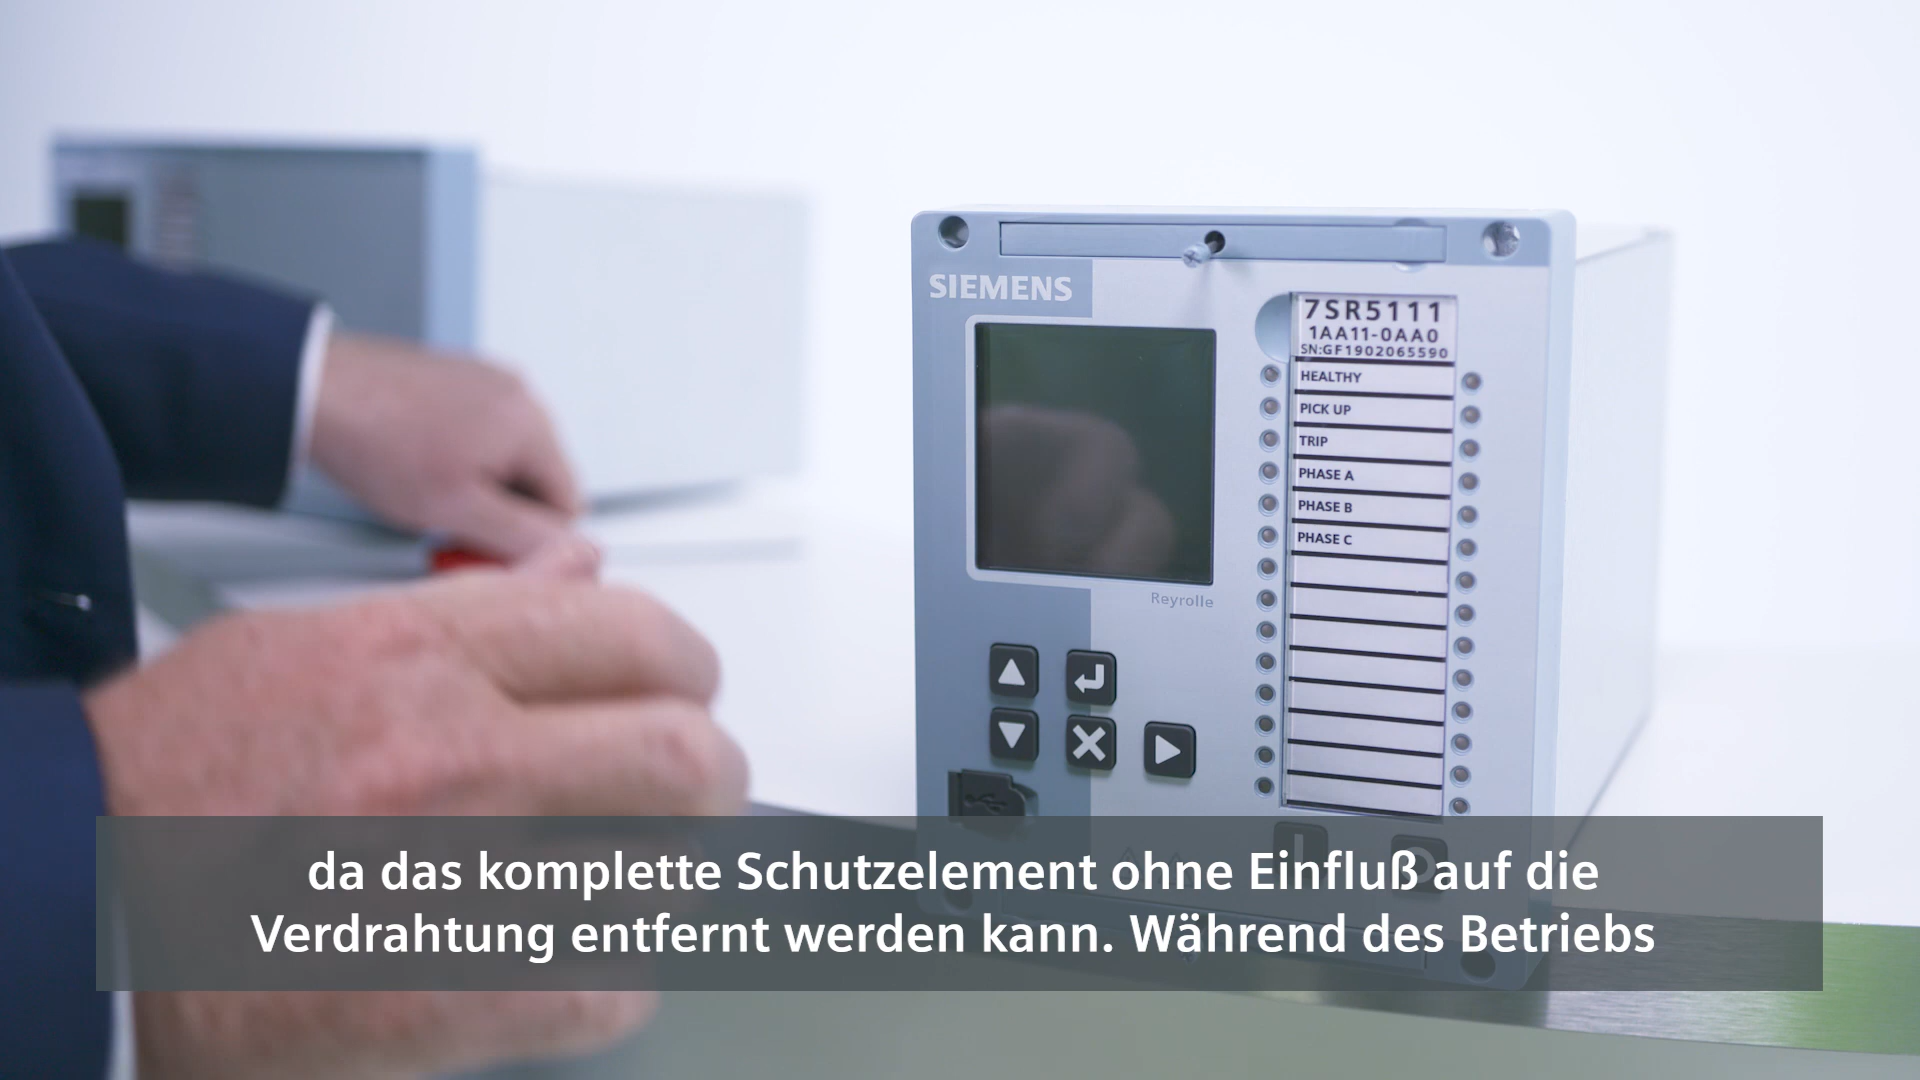 SIEMENS
7SR5111
1AA11-0AA0
SN:GF1902065590
HEALTHY
PICK UP
TRIP
PHASE A
PHASE B
PHASE C
Reyrolle
da das komplette Schutzelement ohne Einfluß auf die
Verdrahtung entfernt werden kann. Während des Betriebs